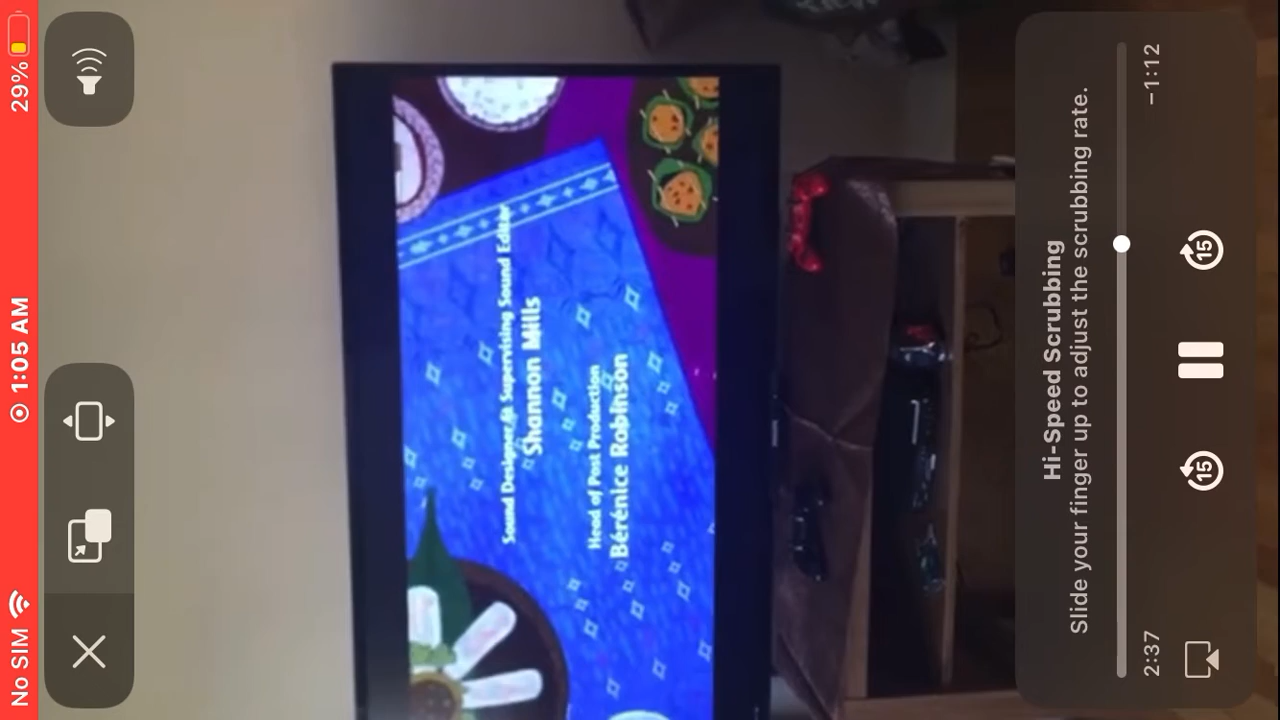 No SIM 1:05 AM 29%
Sound Designer & Supervising Sound Editor
Shannon Mills
Head of Post Production
Bérénice Robinson
Hi-Speed Scrubbing
Slide your finger up to adjust the scrubbing rate.
2:37 −1:12
15 15